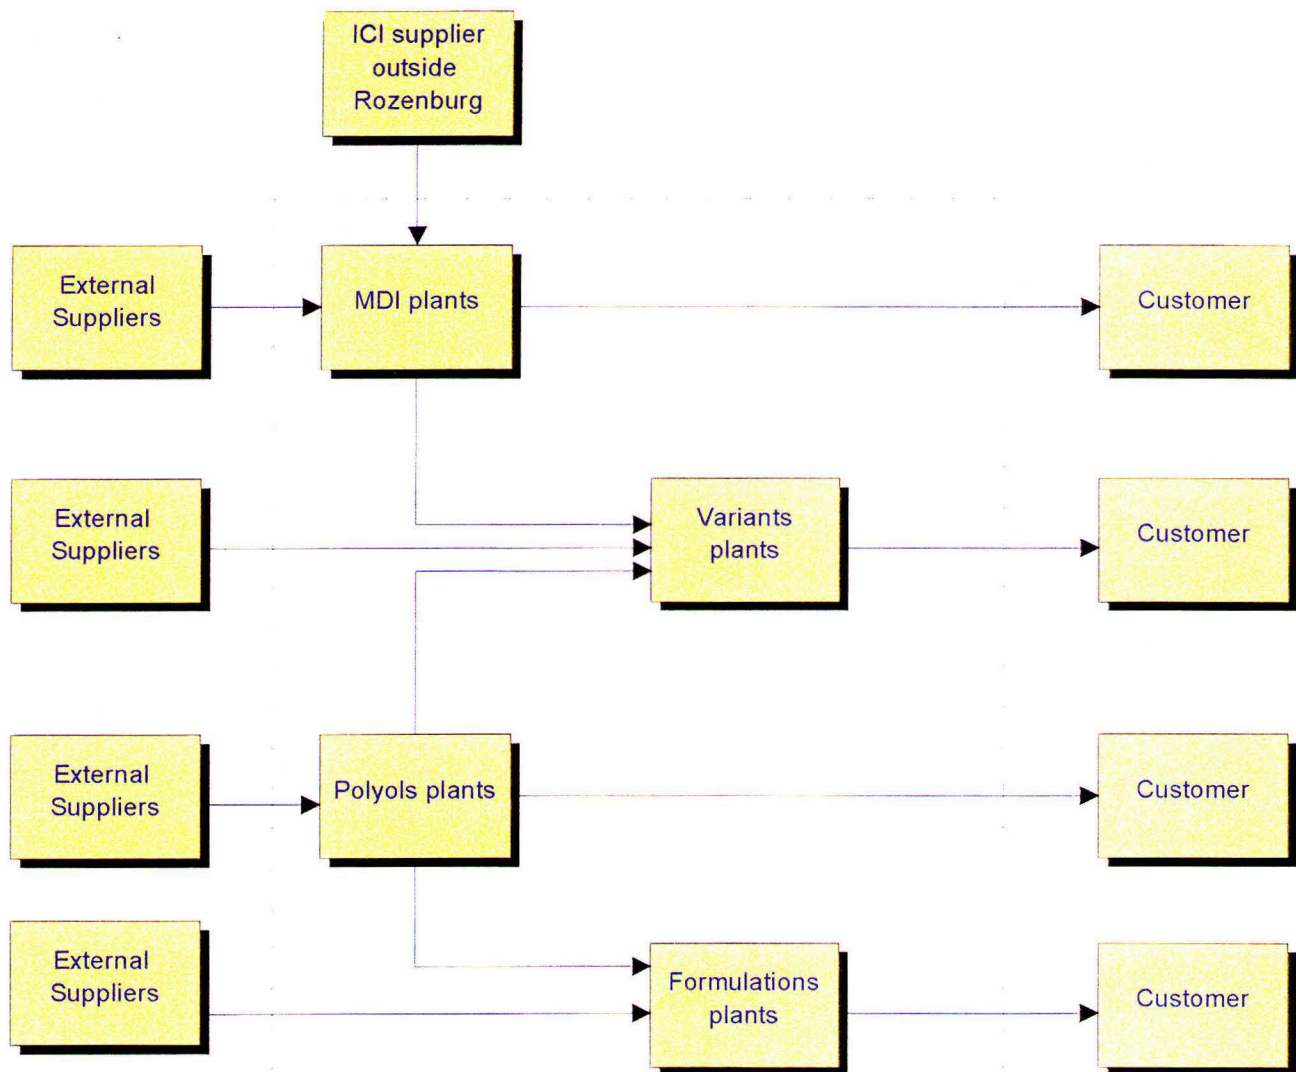 ICI supplier
outside
Rozenburg
External
Suppliers
MDI plants
Customer
External
Suppliers
Variants
plants
Customer
External
Suppliers
Polyols plants
Customer
External
Suppliers
Formulations
plants
Customer